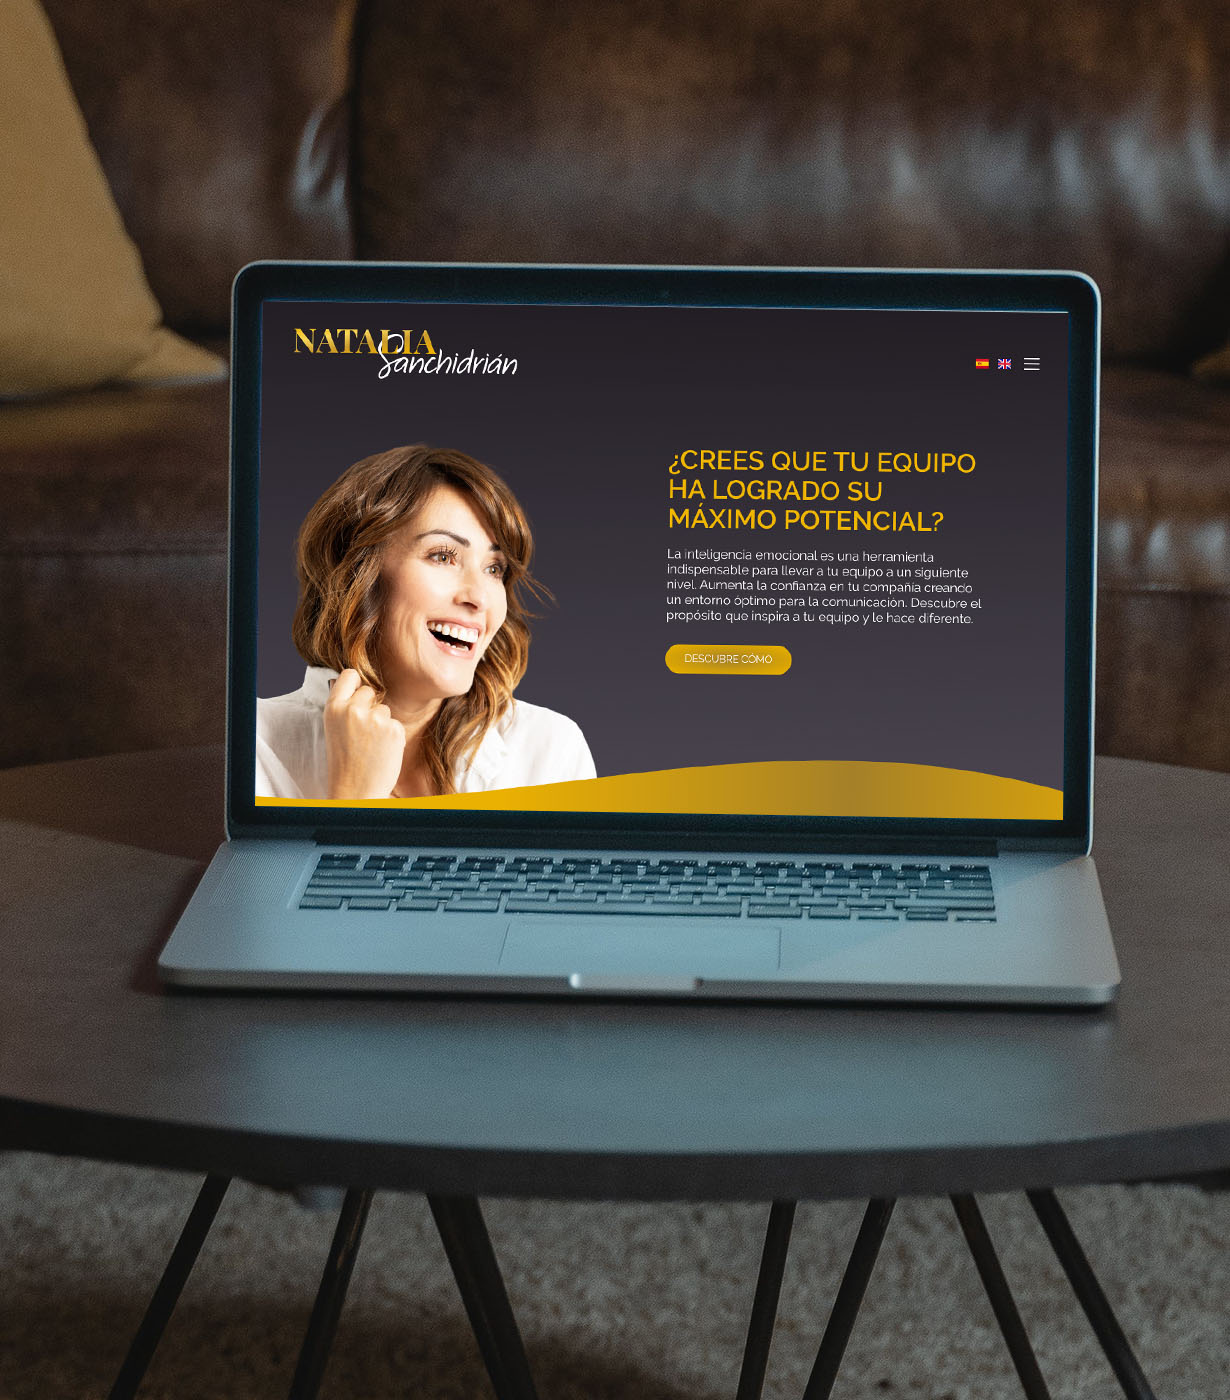 NATALIA
Sanchidrián
¿CREES QUE TU EQUIPO
HA LOGRADO SU
MÁXIMO POTENCIAL?
La inteligencia emocional es una herramienta
indispensable para llevar a tu equipo a un siguiente
nivel. Aumenta la confianza en tu compañía creando
un entorno óptimo para la comunicación. Descubre el
propósito que inspira a tu equipo y le hace diferente.
DESCUBRE CÓMO